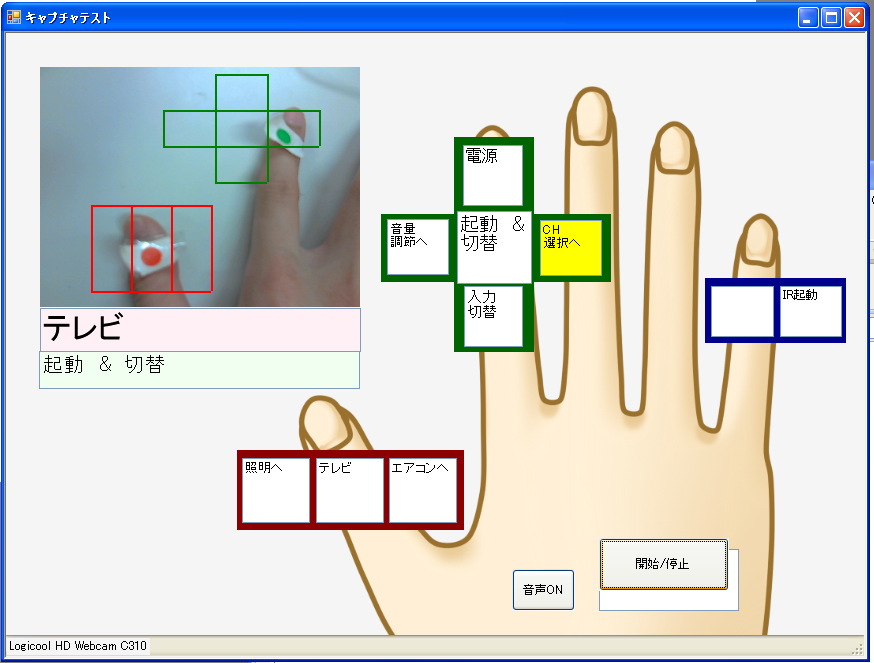 キャプチャテスト
テレビ
起動 & 切替
電源
音量
調節へ
起動 &
切替
CH
選択へ
入力
切替
IR起動
照明へ
テレビ
エアコンへ
音声ON
開始/停止
Logicool HD Webcam C310